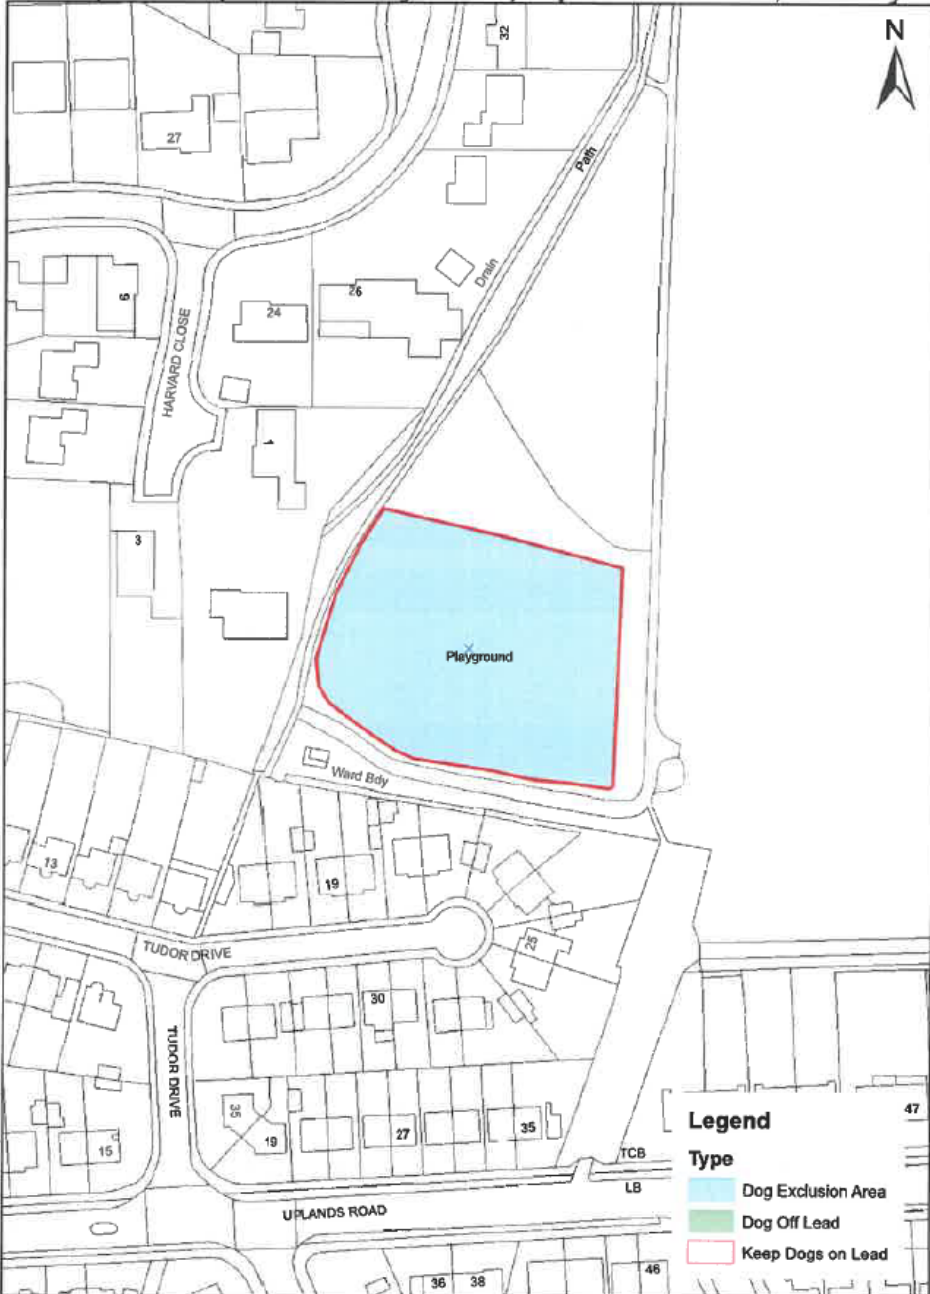 N
32
27
Path
Drain
9
26
24
HARVARD CLOSE
1
3
Playground
Ward Bdy
13
19
TUDOR DRIVE
25
1
30
TUDOR DRIVE
35
19
27
35
15
TCB
LB
UPLANDS ROAD
36
38
46
47
Legend
Type
Dog Exclusion Area
Dog Off Lead
Keep Dogs on Lead